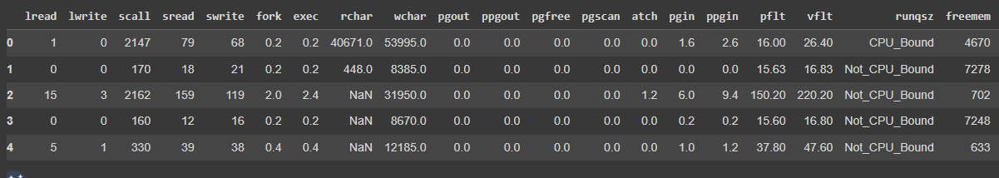 lread lwrite scall sread swrite fork exec rchar wchar pgout ppgout pgfree pgscan atch pgin ppgin pflt vflt runqsz freemem
0 1 0 2147 79 68 0.2 0.2 40671.0 53995.0 0.0 0.0 0.0 0.0 0.0 1.6 2.6 16.00 26.40 CPU_Bound 4670
1 0 0 170 18 21 0.2 0.2 448.0 8385.0 0.0 0.0 0.0 0.0 0.0 0.0 0.0 15.63 16.83 Not_CPU_Bound 7278
2 15 3 2162 159 119 2.0 2.4 NaN 31950.0 0.0 0.0 0.0 0.0 1.2 6.0 9.4 150.20 220.20 Not_CPU_Bound 702
3 0 0 160 12 16 0.2 0.2 NaN 8670.0 0.0 0.0 0.0 0.0 0.0 0.2 0.2 15.60 16.80 Not_CPU_Bound 7248
4 5 1 330 39 38 0.4 0.4 NaN 12185.0 0.0 0.0 0.0 0.0 0.0 1.0 1.2 37.80 47.60 Not_CPU_Bound 633